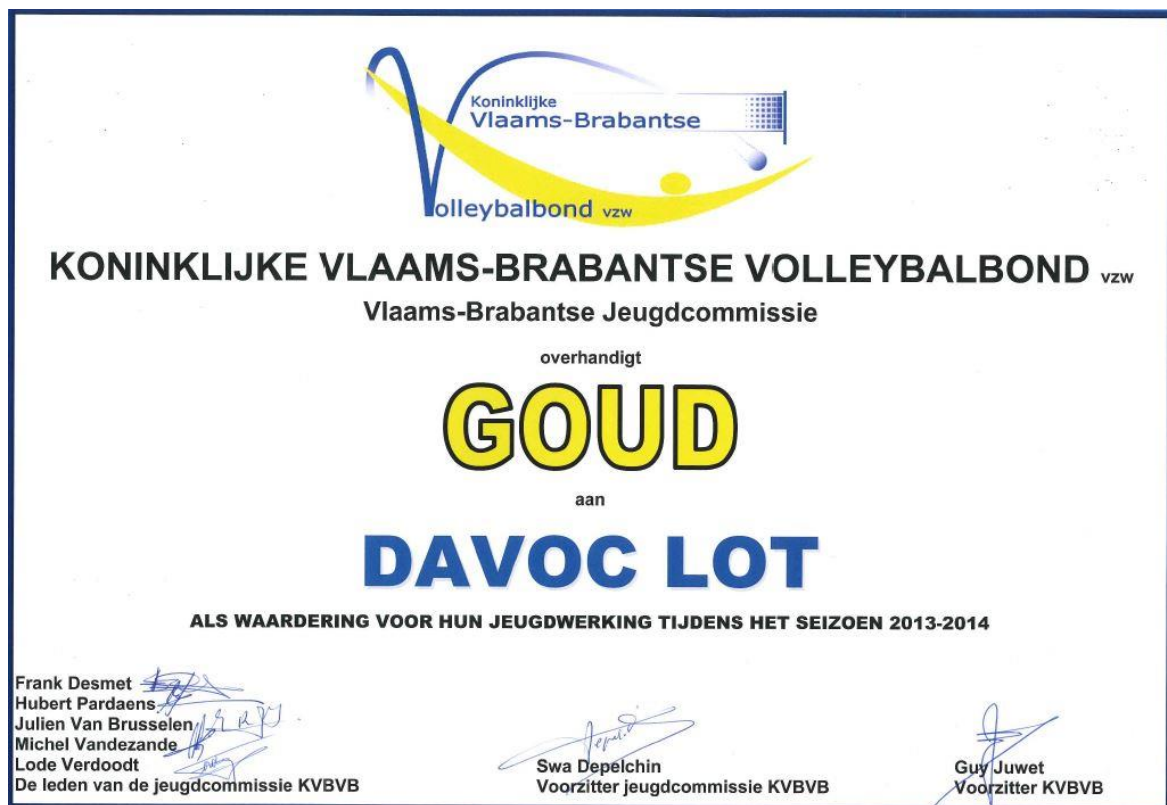 Koninklijke
Vlaams-Brabantse
Volleybalbond vzw
KONINKLIJKE VLAAMS-BRABANTSE VOLLEYBALBOND vzw
Vlaams-Brabantse Jeugdcommissie
overhandigt
GOUD
aan
DAVOC LOT
ALS WAARDERING VOOR HUN JEUGDWERKING TIJDENS HET SEIZOEN 2013-2014
Frank Desmet
Hubert Pardaens
Julien Van Brusselen
Michel Vandezande
Lode Verdoodt
De leden van de jeugdcommissie KVBVB
Swa Depelchin
Voorzitter jeugdcommissie KVBVB
Guy Juwet
Voorzitter KVBVB